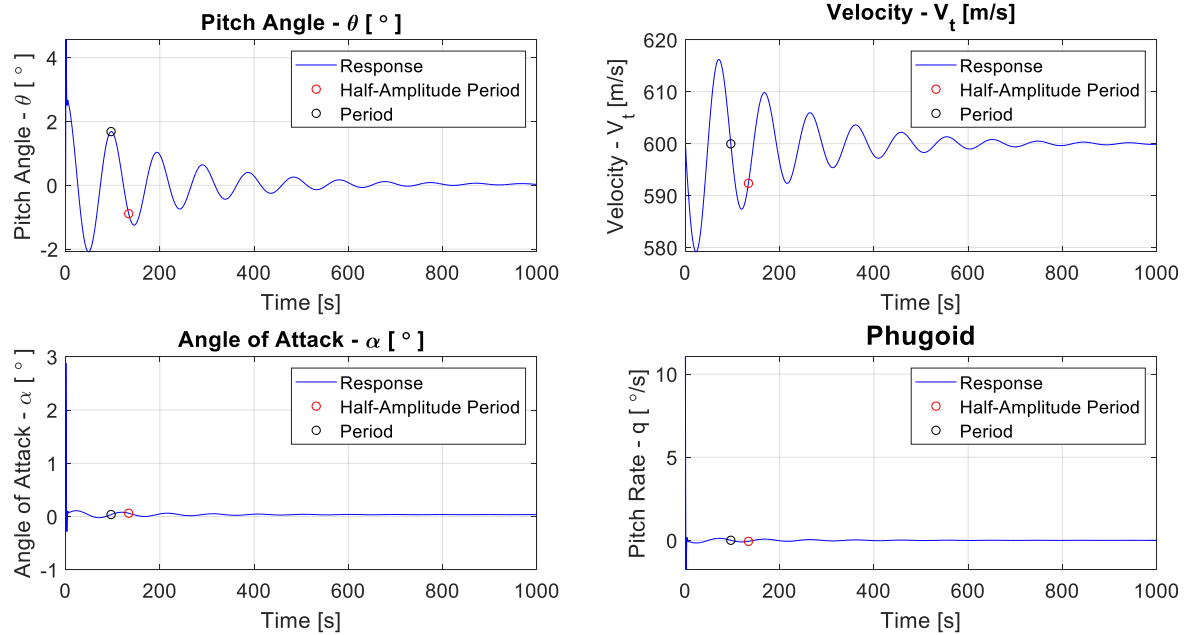 Pitch Angle - θ [ ° ]
Pitch Angle - θ [ ° ]
4
2
0
-2
0
200
400
600
800
1000
Time [s]
Response
Half-Amplitude Period
Period
Velocity - Vt [m/s]
Velocity - Vt [m/s]
620
610
600
590
580
0
200
400
600
800
1000
Time [s]
Response
Half-Amplitude Period
Period
Angle of Attack - α [ ° ]
Angle of Attack - α [ ° ]
3
2
1
0
-1
0
200
400
600
800
1000
Time [s]
Response
Half-Amplitude Period
Period
Phugoid
Pitch Rate - q [ °/s]
10
5
0
0
200
400
600
800
1000
Time [s]
Response
Half-Amplitude Period
Period